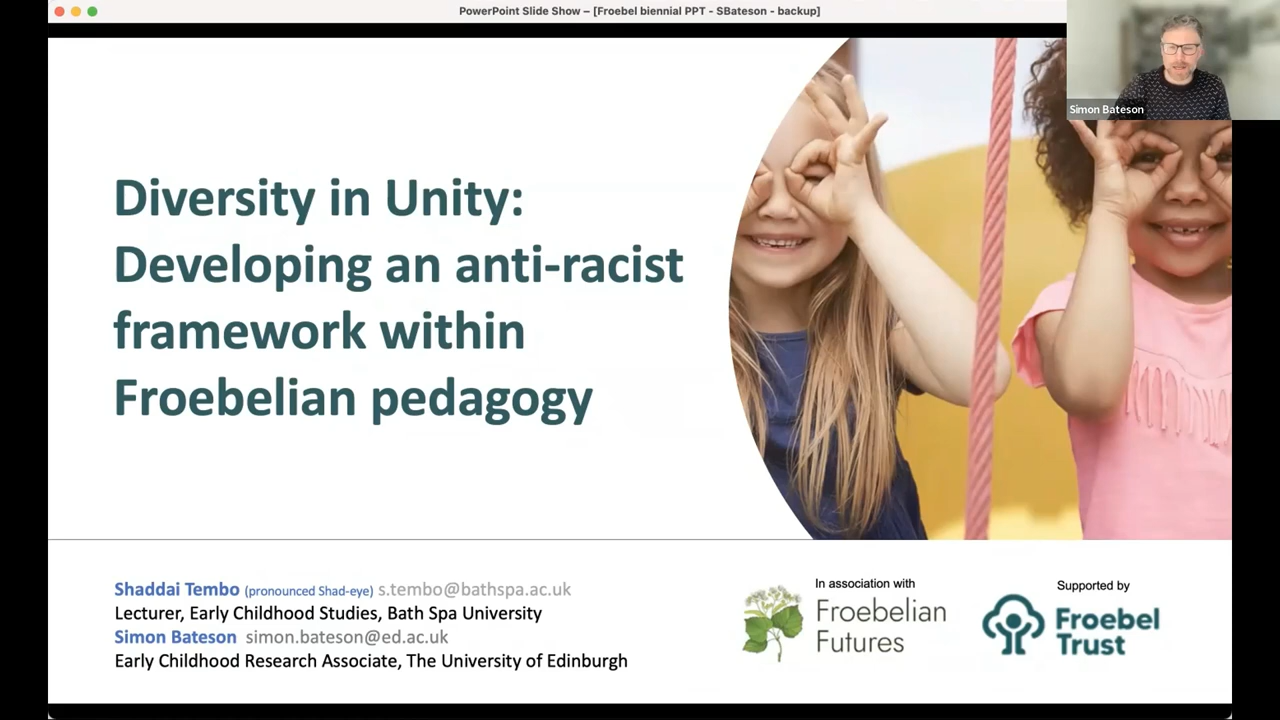 PowerPoint Slide Show – [Froebel biennial PPT - SBateson - backup]
Simon Bateson
Diversity in Unity:
Developing an anti-racist
framework within
Froebelian pedagogy
Shaddai Tembo (pronounced Shad-eye) s.tembo@bathspa.ac.uk
Lecturer, Early Childhood Studies, Bath Spa University
Simon Bateson simon.bateson@ed.ac.uk
Early Childhood Research Associate, The University of Edinburgh
In association with
Froebelian
Futures
Supported by
Froebel
Trust